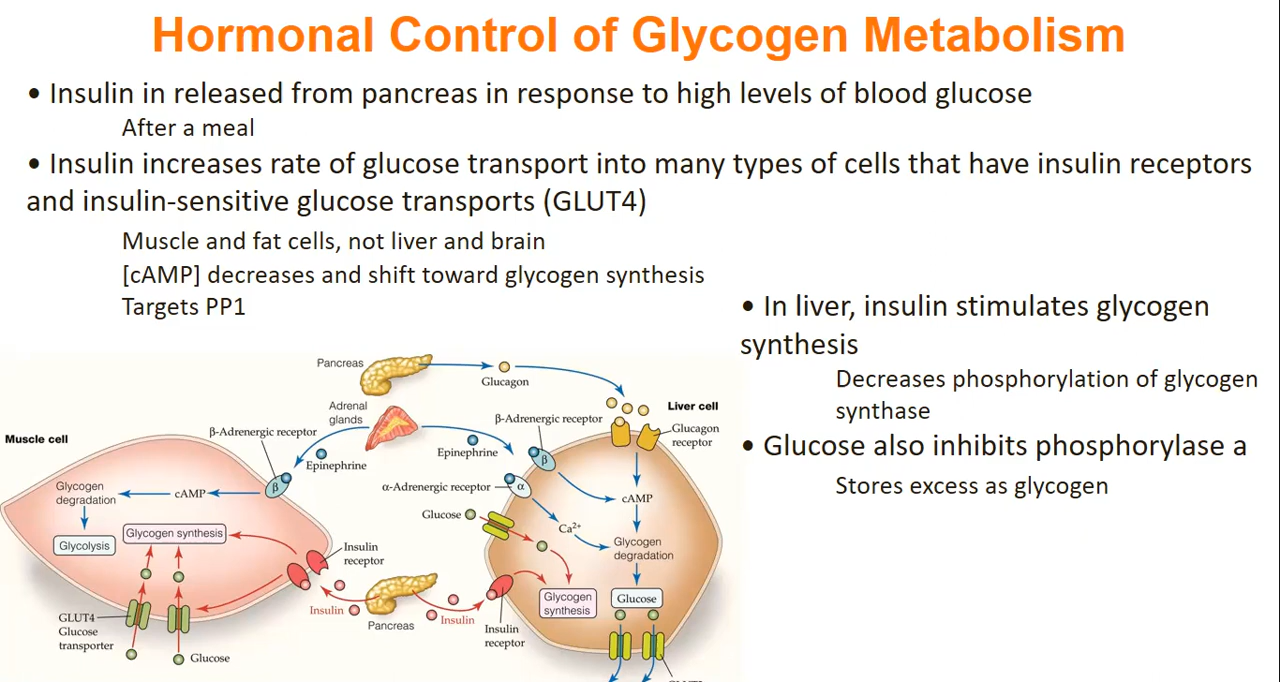 Hormonal Control of Glycogen Metabolism
• Insulin in released from pancreas in response to high levels of blood glucose
After a meal
• Insulin increases rate of glucose transport into many types of cells that have insulin receptors
and insulin-sensitive glucose transports (GLUT4)
Muscle and fat cells, not liver and brain
[cAMP] decreases and shift toward glycogen synthesis
Targets PP1
• In liver, insulin stimulates glycogen
synthesis
Decreases phosphorylation of glycogen
synthase
• Glucose also inhibits phosphorylase a
Stores excess as glycogen
Pancreas
Glucagon
Adrenal
glands
Liver cell
β-Adrenergic receptor
Glucagon
receptor
Muscle cell
β-Adrenergic receptor
Epinephrine
Epinephrine
β
α-Adrenergic receptor
α
β
Glycogen
degradation
cAMP
cAMP
Glucose
Ca²⁺
Glycolysis
Glycogen synthesis
Insulin
receptor
Glycogen
degradation
Glycogen
synthesis
Glucose
Insulin
Pancreas
Insulin
Insulin
receptor
GLUT4
Glucose
transporter
Glucose